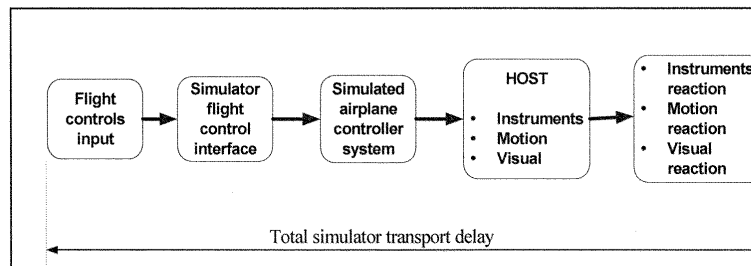 Flight
controls
input
Simulator
flight
control
interface
Simulated
airplane
controller
system
HOST
• Instruments
• Motion
• Visual
• Instruments
reaction
• Motion
reaction
• Visual
reaction
Total simulator transport delay